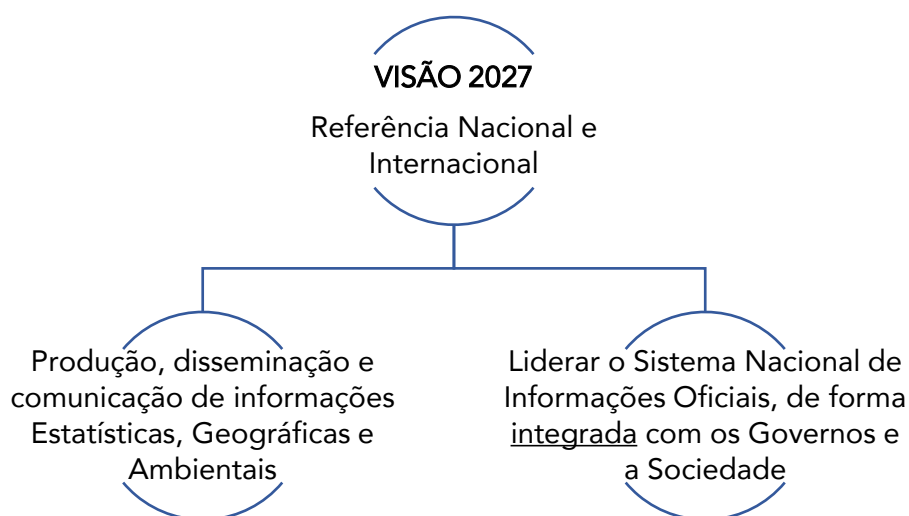 VISÃO 2027
Referência Nacional e
Internacional
Produção, disseminação e
comunicação de informações
Estatísticas, Geográficas e
Ambientais
Liderar o Sistema Nacional de
Informações Oficiais, de forma
integrada com os Governos e
a Sociedade